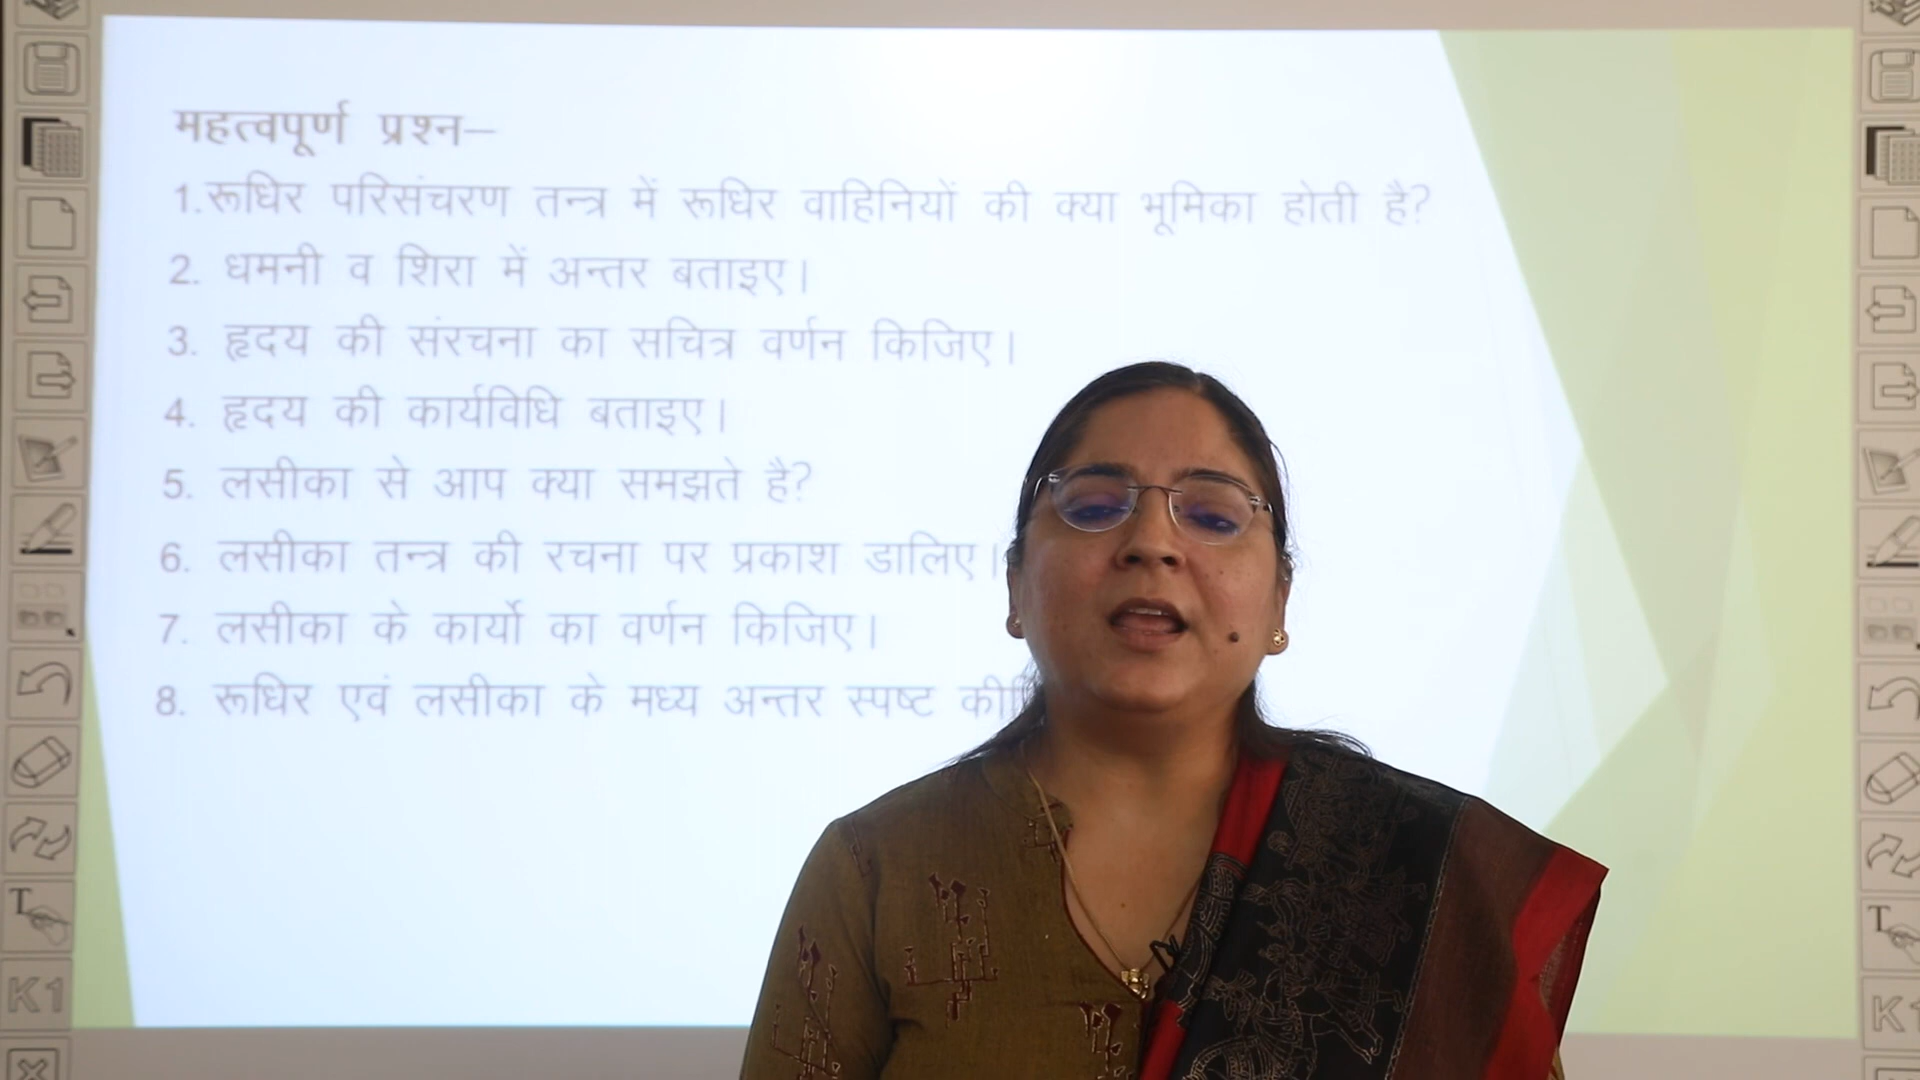 महत्वपूर्ण प्रश्न–
1.रूधिर परिसंचरण तन्त्र में रूधिर वाहिनियों की क्या भूमिका होती है?
2. धमनी व शिरा में अन्तर बताइए।
3. हृदय की संरचना का सचित्र वर्णन किजिए।
4. हृदय की कार्यविधि बताइए।
5. लसीका से आप क्या समझते है?
6. लसीका तन्त्र की रचना पर प्रकाश डालिए।
7. लसीका के कार्यो का वर्णन किजिए।
8. रूधिर एवं लसीका के मध्य अन्तर स्पष्ट
T
T
K1
K1